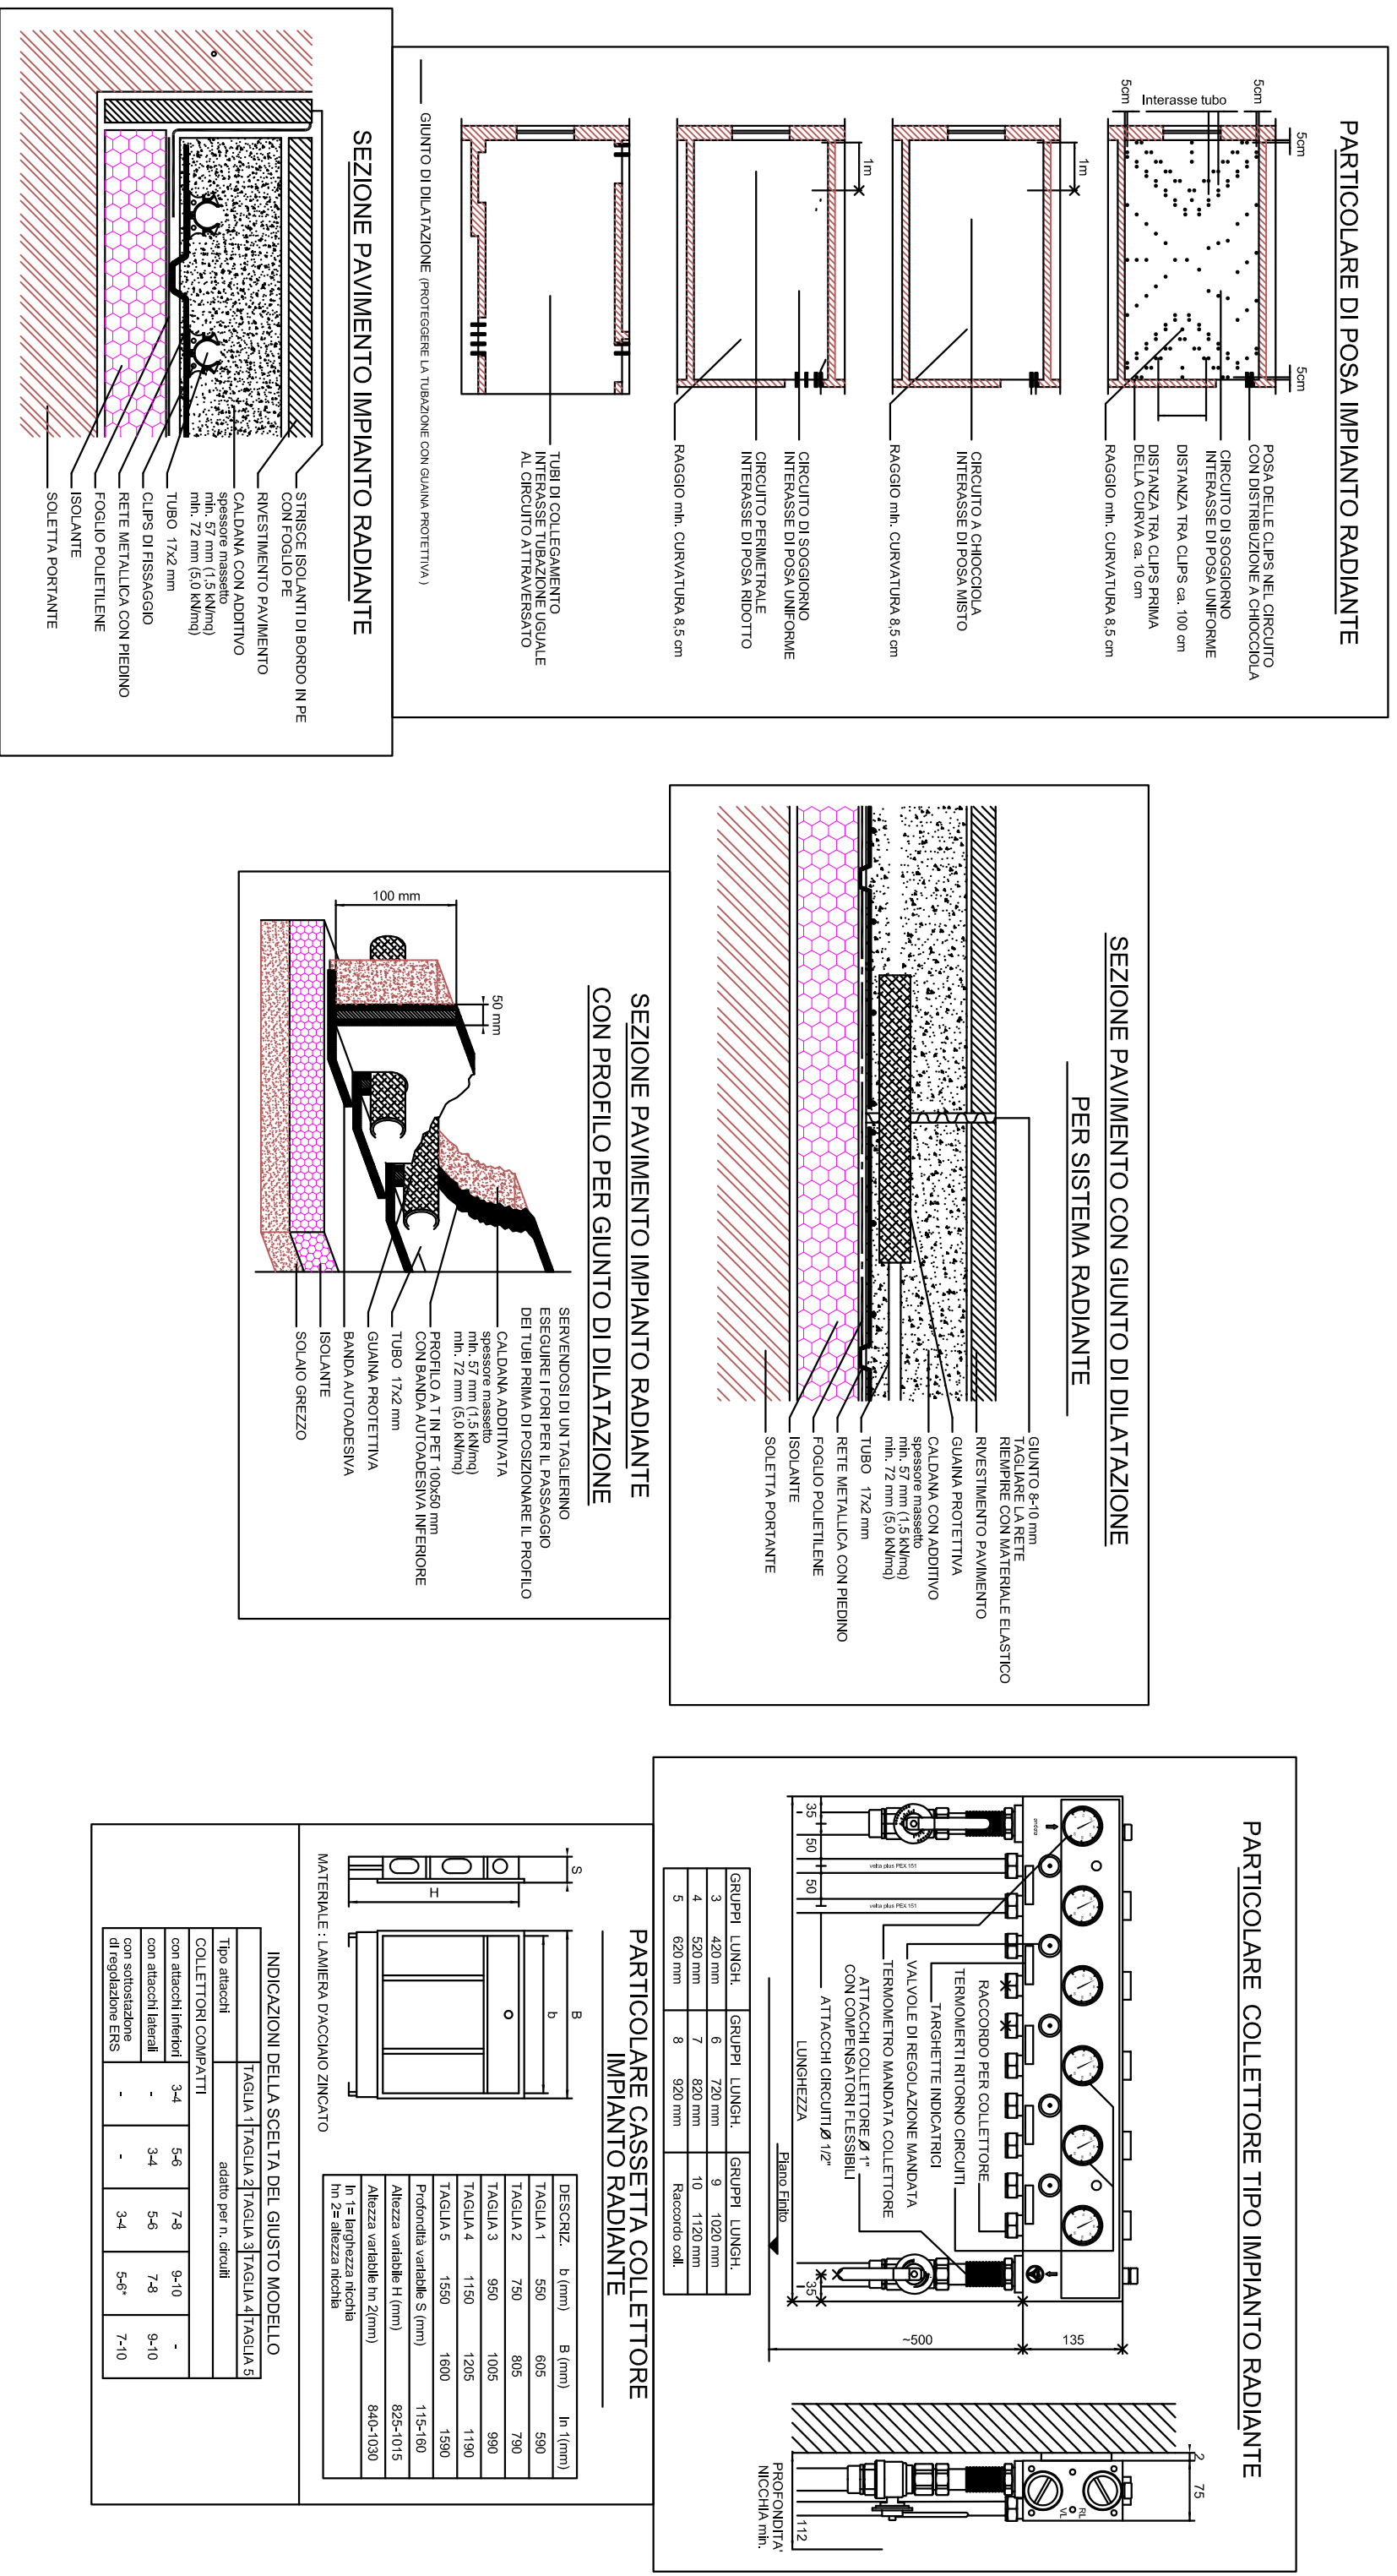 PARTICOLARE DI POSA IMPIANTO RADIANTE
5cm
5cm
5cm
Interasse tubo
5cm
POSA DELLE CLIPS NEL CIRCUITO
CON DISTRIBUZIONE A CHIOCCIOLA
CIRCUITO DI SOGGIORNO
INTERASSE DI POSA UNIFORME
DISTANZA TRA CLIPS ca. 100 cm
DISTANZA TRA CLIPS PRIMA
DELLA CURVA ca. 10 cm
RAGGIO min. CURVATURA 8,5 cm
1m
CIRCUITO A CHIOCCIOLA
INTERASSE DI POSA MISTO
RAGGIO min. CURVATURA 8,5 cm
1m
CIRCUITO DI SOGGIORNO
INTERASSE DI POSA UNIFORME
CIRCUITO PERIMETRALE
INTERASSE DI POSA RIDOTTO
RAGGIO min. CURVATURA 8,5 cm
TUBI DI COLLEGAMENTO
INTERASSE TUBAZIONE UGUALE
AL CIRCUITO ATTRAVERSATO
GIUNTO DI DILATAZIONE (PROTEGGERE LA TUBAZIONE CON GUAINA PROTETTIVA )
SEZIONE PAVIMENTO IMPIANTO RADIANTE
STRISCE ISOLANTI DI BORDO IN PE
CON FOGLIO PE
RIVESTIMENTO PAVIMENTO
CALDANA CON ADDITIVO
spessore massetto
min. 57 mm (1,5 kN/mq)
min. 72 mm (5,0 kN/mq)
TUBO 17x2 mm
CLIPS DI FISSAGGIO
RETE METALLICA CON PIEDINO
FOGLIO POLIETILENE
ISOLANTE
SOLETTA PORTANTE
SEZIONE PAVIMENTO CON GIUNTO DI DILATAZIONE
PER SISTEMA RADIANTE
GIUNTO 8-10 mm
TAGLIARE LA RETE
RIEMPIRE CON MATERIALE ELASTICO
RIVESTIMENTO PAVIMENTO
GUAINA PROTETTIVA
CALDANA CON ADDITIVO
spessore massetto
min. 57 mm (1,5 kN/mq)
min. 72 mm (5,0 kN/mq)
TUBO 17x2 mm
RETE METALLICA CON PIEDINO
FOGLIO POLIETILENE
ISOLANTE
SOLETTA PORTANTE
SEZIONE PAVIMENTO IMPIANTO RADIANTE
CON PROFILO PER GIUNTO DI DILATAZIONE
100 mm
50 mm
SERVENDOSI DI UN TAGLIERINO
ESEGUIRE I FORI PER IL PASSAGGIO
DEI TUBI PRIMA DI POSIZIONARE IL PROFILO
CALDANA ADDITIVATA
spessore massetto
min. 57 mm (1,5 kN/mq)
min. 72 mm (5,0 kN/mq)
PROFILO A T IN PET 100x50 mm
CON BANDA AUTOADESIVA INFERIORE
TUBO 17x2 mm
GUAINA PROTETTIVA
BANDA AUTOADESIVA
ISOLANTE
SOLAIO GREZZO
PARTICOLARE COLLETTORE TIPO IMPIANTO RADIANTE
velta plus PEX 151
velta plus PEX 151
35
50
50
RACCORDO PER COLLETTORE
TERMOMERTI RITORNO CIRCUITI
TARGHETTE INDICATRICI
VALVOLE DI REGOLAZIONE MANDATA
TERMOMETRO MANDATA COLLETTORE
ATTACCHI COLLETTORE Ø 1"
CON COMPENSATORI FLESSIBILI
ATTACCHI CIRCUITI Ø 1/2"
LUNGHEZZA
35
Piano Finito
~500
135
2
75
RL
VL
112
PROFONDITA'
NICCHIA min.
GRUPPI LUNGH. GRUPPI LUNGH. GRUPPI LUNGH.
3 420 mm 6 720 mm 9 1020 mm
4 520 mm 7 820 mm 10 1120 mm
5 620 mm 8 920 mm Raccordo coll.
PARTICOLARE CASSETTA COLLETTORE
IMPIANTO RADIANTE
S
H
B
b
MATERIALE : LAMIERA D'ACCIAIO ZINCATO
DESCRIZ. b (mm) B (mm) ln 1(mm)
TAGLIA 1 550 605 590
TAGLIA 2 750 805 790
TAGLIA 3 950 1005 990
TAGLIA 4 1150 1205 1190
TAGLIA 5 1550 1600 1590
Profondità variabile S (mm) 115-160
Altezza variabile H (mm) 825-1015
Altezza variabile hn 2(mm) 840-1030
ln 1= larghezza nicchia
hn 2= altezza nicchia
INDICAZIONI DELLA SCELTA DEL GIUSTO MODELLO
TAGLIA 1 TAGLIA 2 TAGLIA 3 TAGLIA 4 TAGLIA 5
Tipo attacchi adatto per n. circuiti
COLLETTORI COMPATTI
con attacchi inferiori 3-4 5-6 7-8 9-10 -
con attacchi laterali - 3-4 5-6 7-8 9-10
con sottostazione
di regolazione ERS - - 3-4 5-6* 7-10